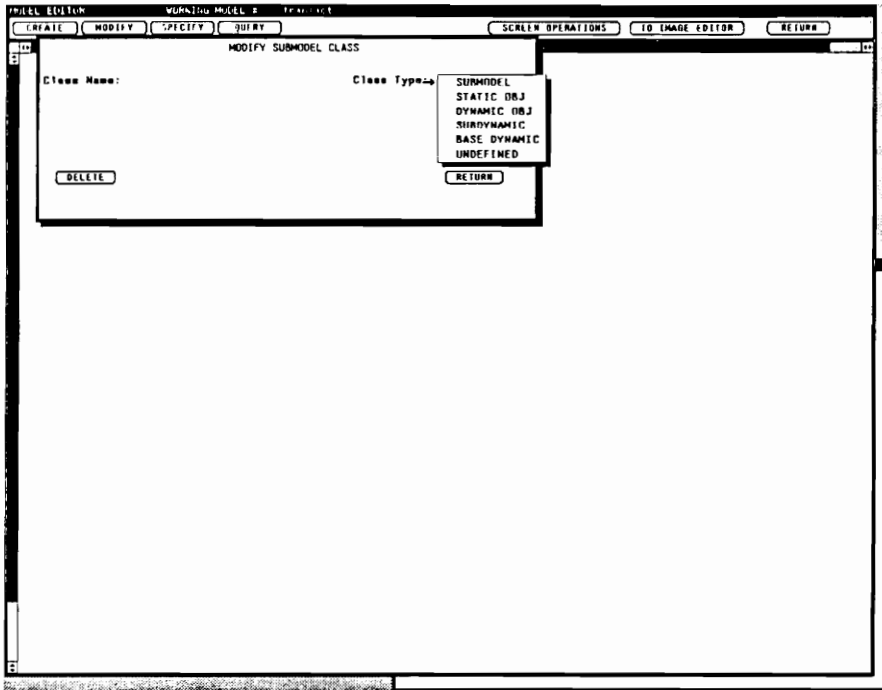 MODEL EDITOR WORKING MODEL = Transact
CREATE MODIFY SPECIFY QUERY SCREEN OPERATIONS TO IMAGE EDITOR RETURN
MODIFY SUBMODEL CLASS
Class Name: Class Type:→
SUBMODEL
STATIC OBJ
DYNAMIC OBJ
SUBDYNAMIC
BASE DYNAMIC
UNDEFINED
DELETE RETURN